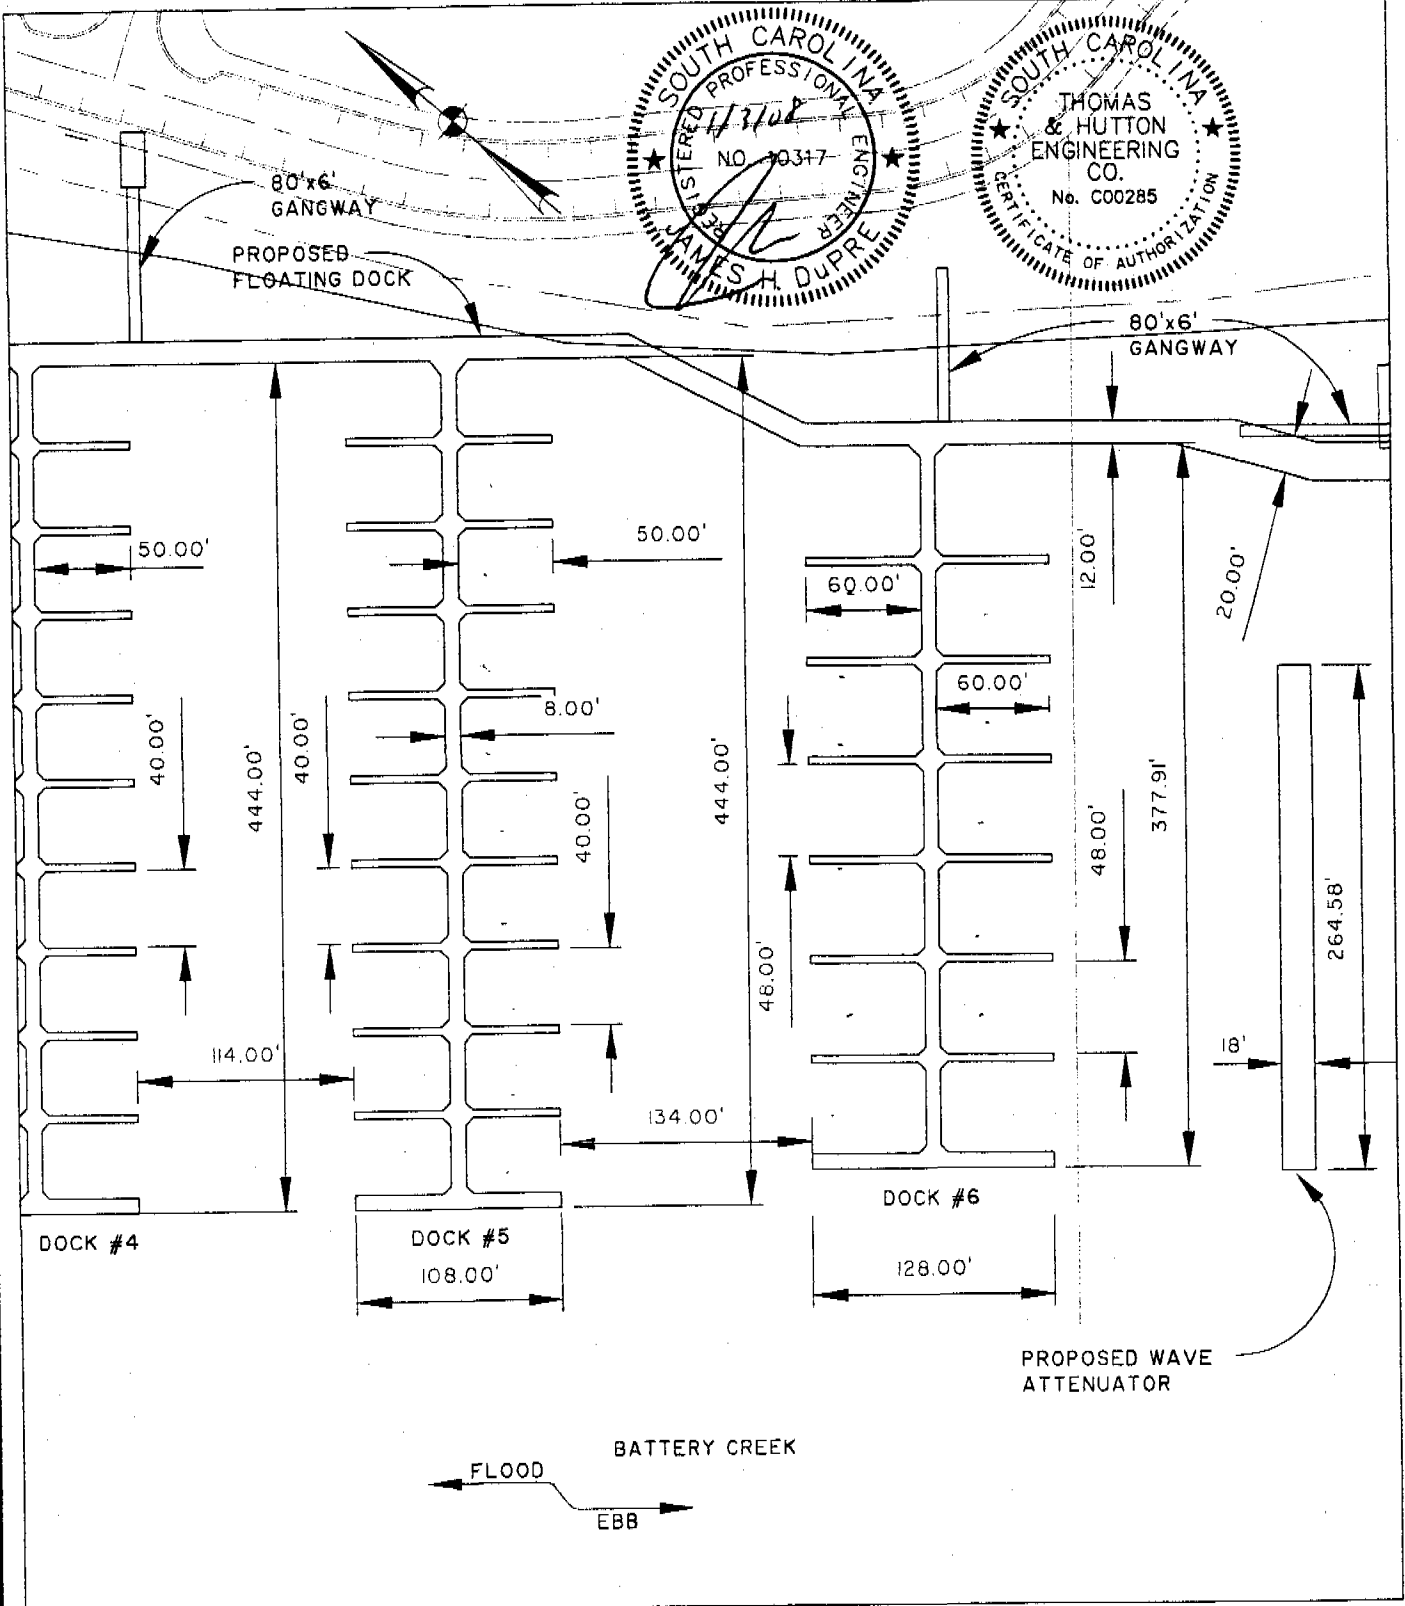 SOUTH CAROLINA
REGISTERED PROFESSIONAL ENGINEER
1/3/08
NO. 10317
JAMES H. DuPRE
SOUTH CAROLINA
THOMAS
& HUTTON
ENGINEERING
CO.
No. C00285
CERTIFICATE OF AUTHORIZATION
80'x6'
GANGWAY
PROPOSED
FLOATING DOCK
80'x6'
GANGWAY
50.00'
50.00'
60.00'
12.00'
20.00'
60.00'
8.00'
40.00'
444.00'
40.00'
40.00'
444.00'
48.00'
48.00'
377.91'
264.58'
114.00'
134.00'
18'
DOCK #4
DOCK #5
DOCK #6
108.00'
128.00'
PROPOSED WAVE
ATTENUATOR
BATTERY CREEK
FLOOD
EBB